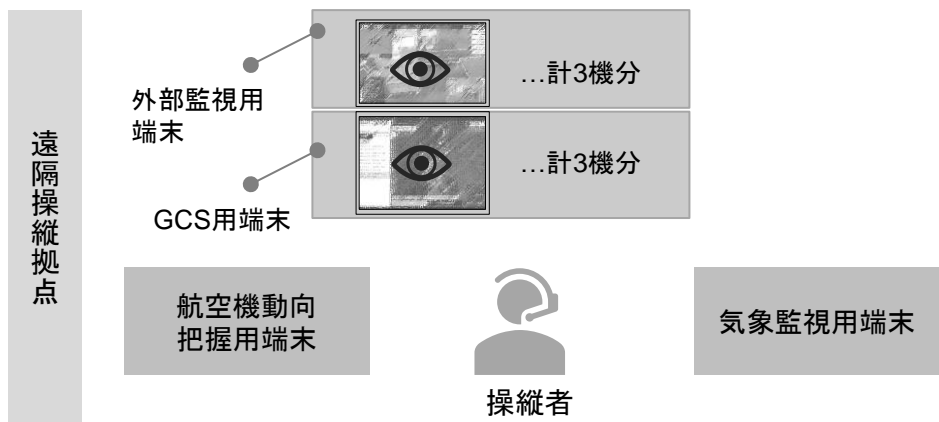 遠隔操縦拠点
…計3機分
外部監視用
端末
…計3機分
GCS用端末
航空機動向
把握用端末
気象監視用端末
操縦者